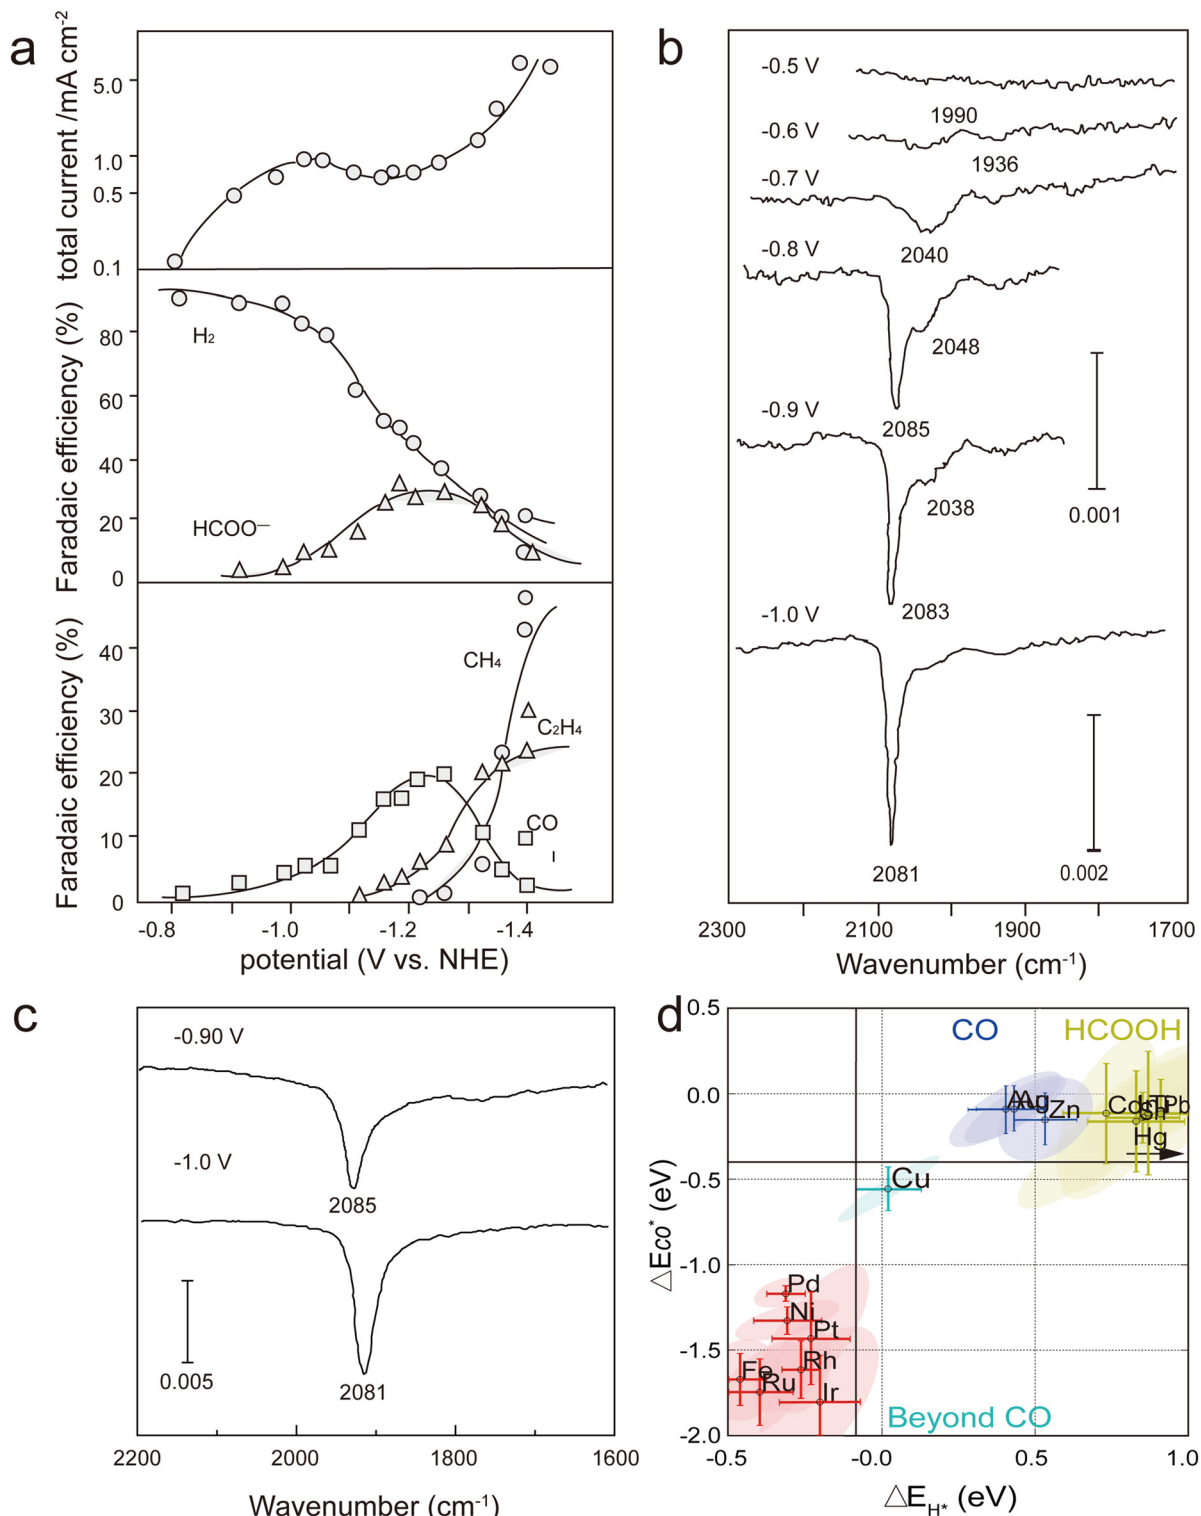 a
total current /mA cm-2
5.0
1.0
0.5
0.1
Faradaic efficiency (%)
80
60
40
20
0
H2
HCOO—
Faradaic efficiency (%)
40
30
20
10
0
CH4
C2H4
CO
-0.8
-1.0
-1.2
-1.4
potential (V vs. NHE)
b
-0.5 V
1990
-0.6 V
1936
-0.7 V
2040
-0.8 V
2048
2085
-0.9 V
2038
0.001
2083
-1.0 V
2081
0.002
2300
2100
1900
1700
Wavenumber (cm-1)
c
-0.90 V
2085
-1.0 V
2081
0.005
2200
2000
1800
1600
Wavenumber (cm-1)
d
0.5
0.0
-0.5
-1.0
-1.5
-2.0
△Eco* (eV)
CO
HCOOH
Au
Ag
Zn
Cd
In
Sn
Tl
Pb
Hg
Cu
Pd
Ni
Pt
Rh
Fe
Ru
Ir
Beyond CO
-0.5
-0.0
0.5
1.0
△EH* (eV)